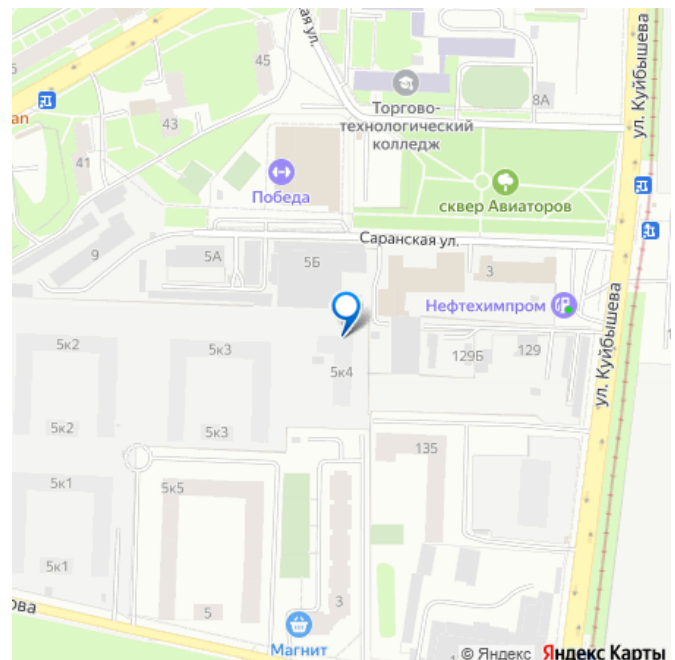 ая ул.
45
ул. Куйбышева
8А
Торгово-
технологический
колледж
an
43
41
Победа
сквер Авиаторов
Саранская ул.
9
5А
5Б
3
Нефтехимпром
5к2
5к3
129Б
129
ул. Куйбышева
5к4
5к2
5к3
135
5к1
5к5
5к1
ова
5
3
Магнит
1
© Яндекс Яндекс Карты